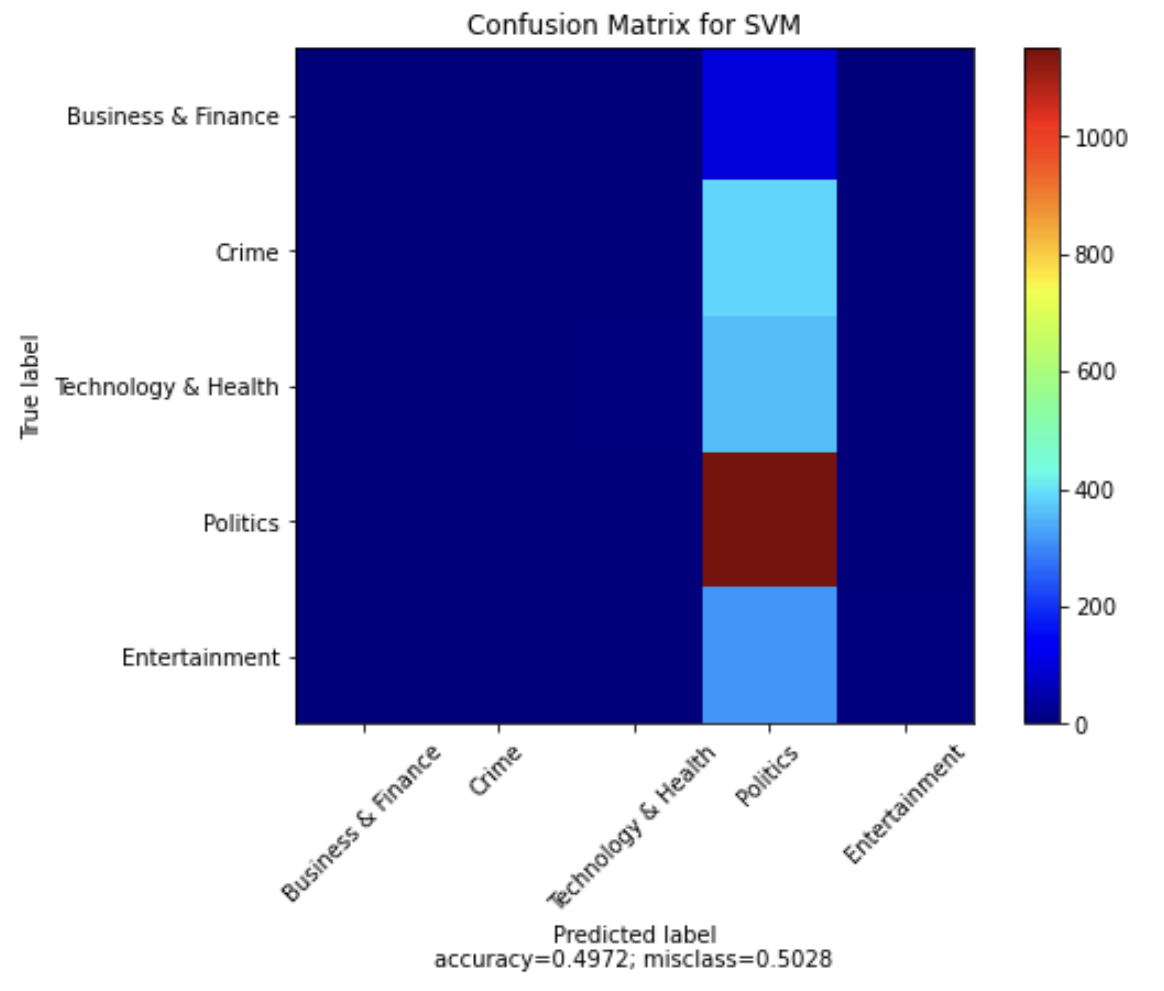 Confusion Matrix for SVM
Business & Finance
Crime
Technology & Health
Politics
Entertainment
True label
1000
800
600
400
200
0
Business & Finance
Crime
Technology & Health
Politics
Entertainment
Predicted label
accuracy=0.4972; misclass=0.5028